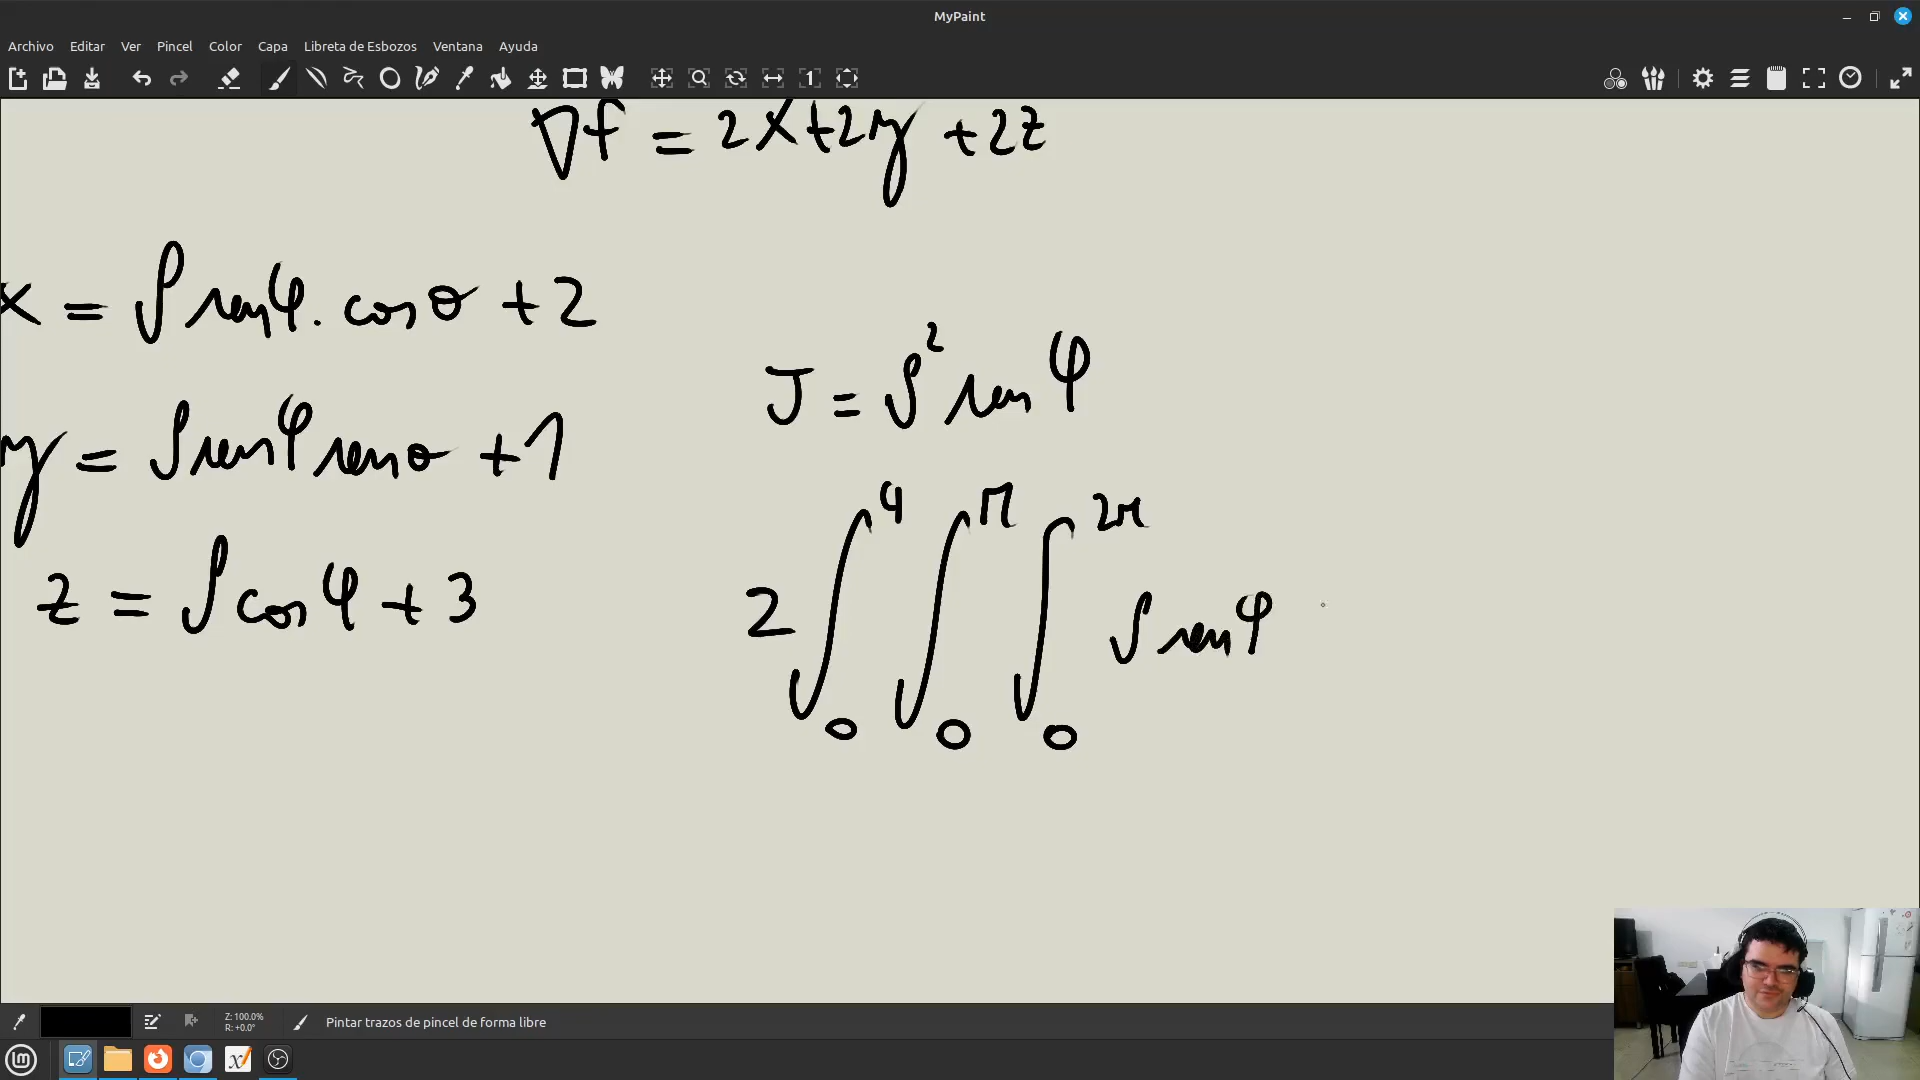 MyPaint
Archivo Editar Ver Pincel Color Capa Libreta de Esbozos Ventana Ayuda
∇f = 2x+2y+2z
x = ρ sen φ . cos θ + 2
y = ρ sen φ sen θ + 1
z = ρ cos φ + 3
J = ρ² sen φ
2 ∫₀⁴ ∫₀^π ∫₀^2π ρ sen φ
Z: 100.0%
R: +0.0°
Pintar trazos de pincel de forma libre